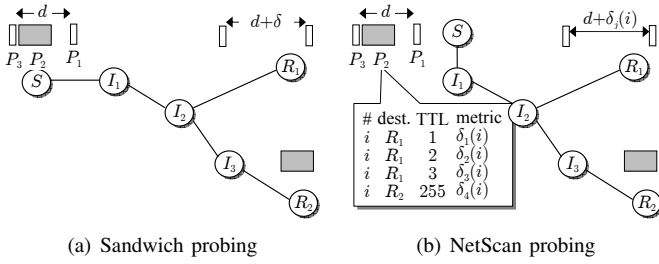 d
d+δ
P₃ P₂ P₁
S
I₁
I₂
I₃
R₁
R₂
(a) Sandwich probing
d
d+δⱼ(i)
P₃ P₂ P₁
S
I₁
I₂
I₃
R₁
R₂
# dest. TTL metric
i R₁ 1 δ₁(i)
i R₁ 2 δ₂(i)
i R₁ 3 δ₃(i)
i R₂ 255 δ₄(i)
(b) NetScan probing